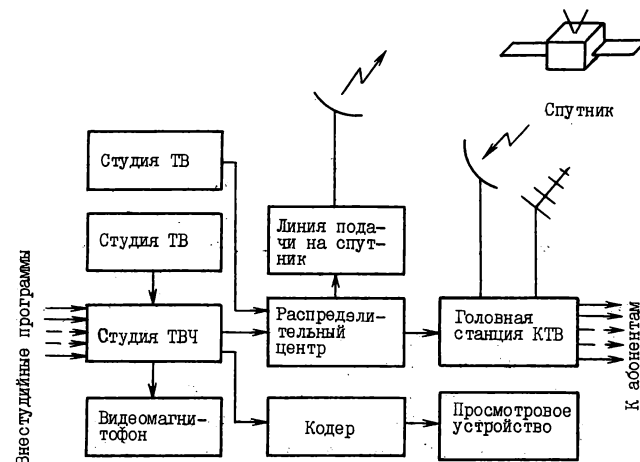 Спутник
Студия ТВ
Студия ТВ
Линия пода-
чи на спут-
ник
Внестудийные программы
Студия ТВЧ
Распредели-
тельный
центр
Головная
станция КТВ
К абонентам
Видеомагни-
тофон
Кодер
Просмотровое
устройство